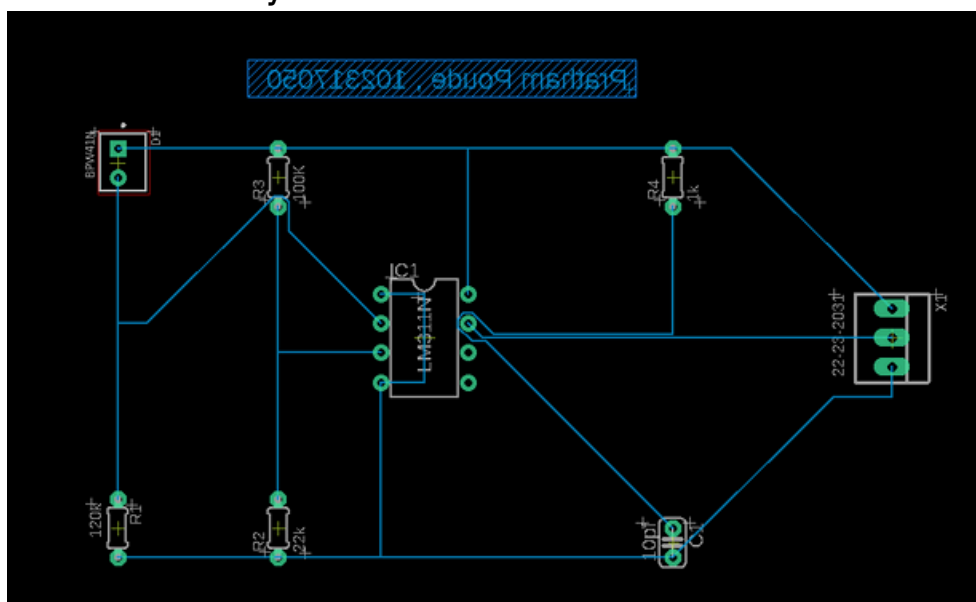 Pratham Poude , 102317050
BPW41N
D1
R3
100K
R4
1k
IC1
LM311N
22-23-2031
X1
120k
R1
R2
22k
10pf
C1